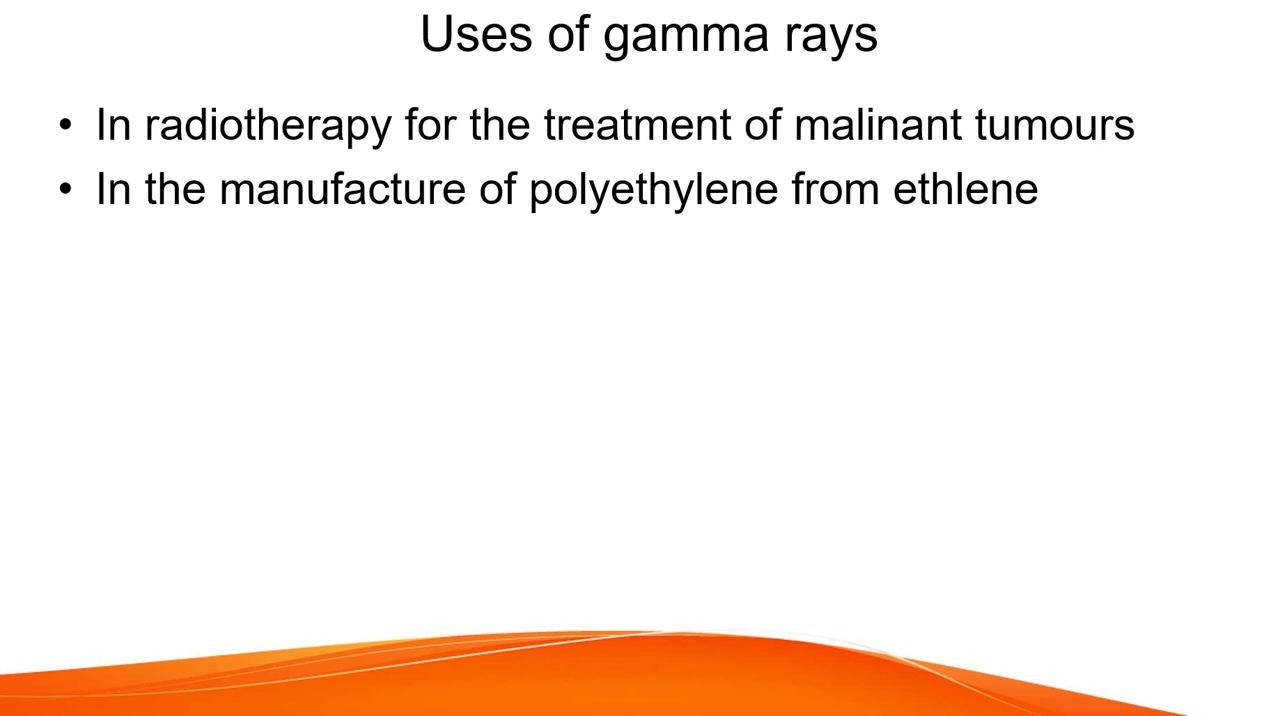 Uses of gamma rays
• In radiotherapy for the treatment of malinant tumours
• In the manufacture of polyethylene from ethlene